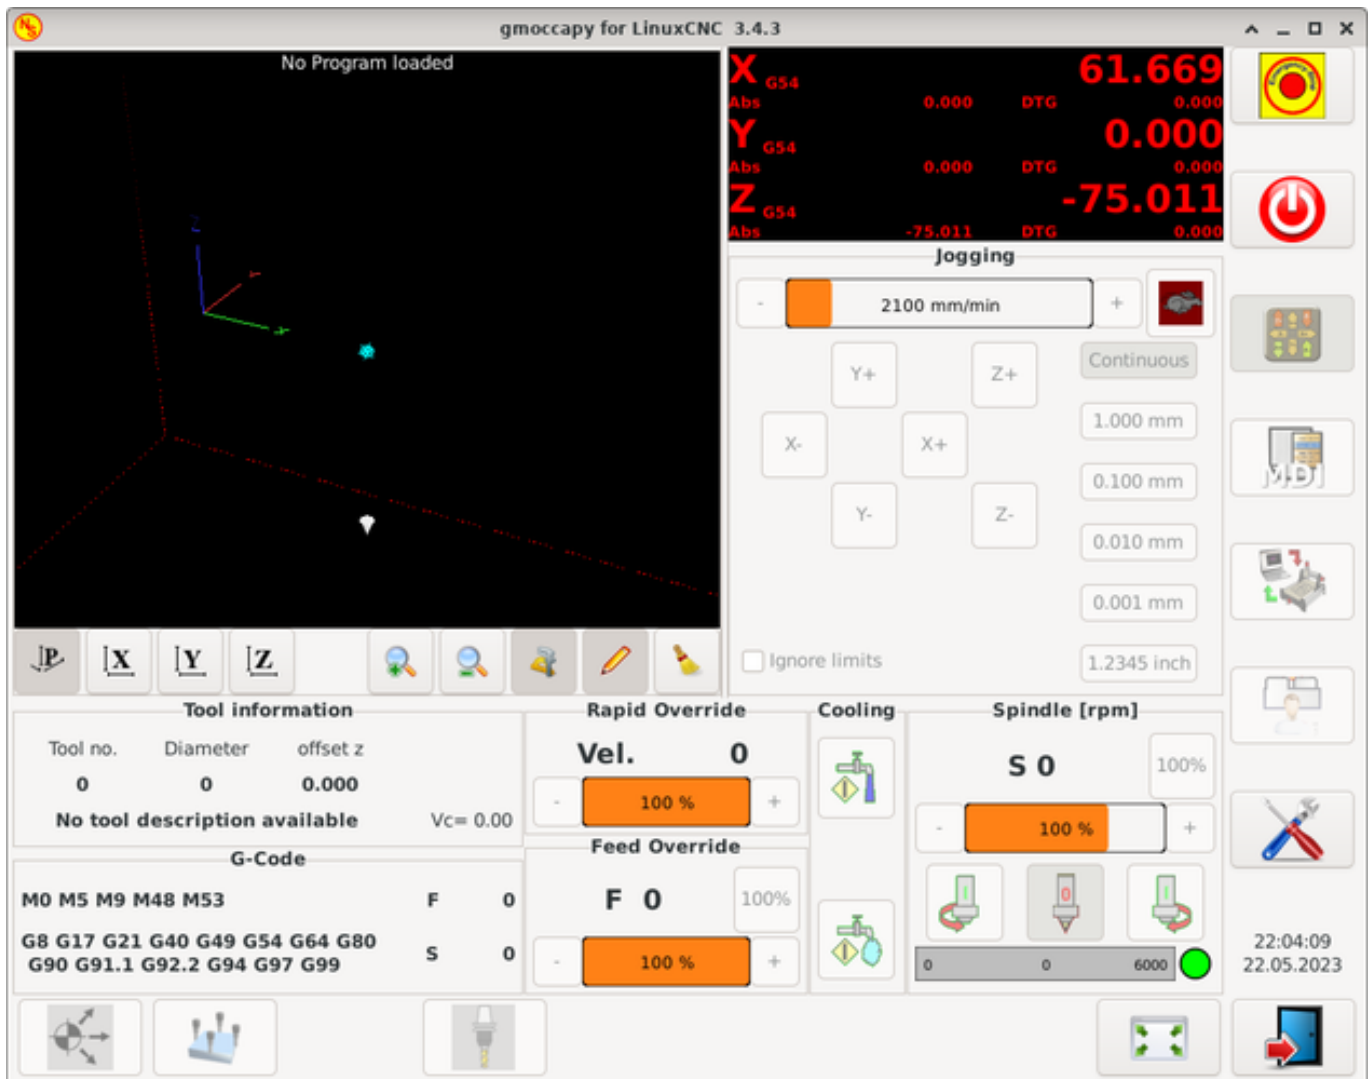 gmoccapy for LinuxCNC 3.4.3
No Program loaded
X G54 61.669
Abs 0.000 DTG 0.000
Y G54 0.000
Abs 0.000 DTG 0.000
Z G54 -75.011
Abs -75.011 DTG 0.000
Jogging
- 2100 mm/min +
Y+ Z+ Continuous
1.000 mm
X- X+
0.100 mm
Y- Z-
0.010 mm
0.001 mm
Ignore limits 1.2345 inch
MDI
P X Y Z
Tool information
Tool no. Diameter offset z
0 0 0.000
No tool description available Vc= 0.00
G-Code
M0 M5 M9 M48 M53 F 0
G8 G17 G21 G40 G49 G54 G64 G80
G90 G91.1 G92.2 G94 G97 G99 S 0
Rapid Override
Vel. 0
- 100 % +
Feed Override
F 0 100%
- 100 % +
Cooling
Spindle [rpm]
S 0 100%
- 100 % +
0 0 6000
22:04:09
22.05.2023